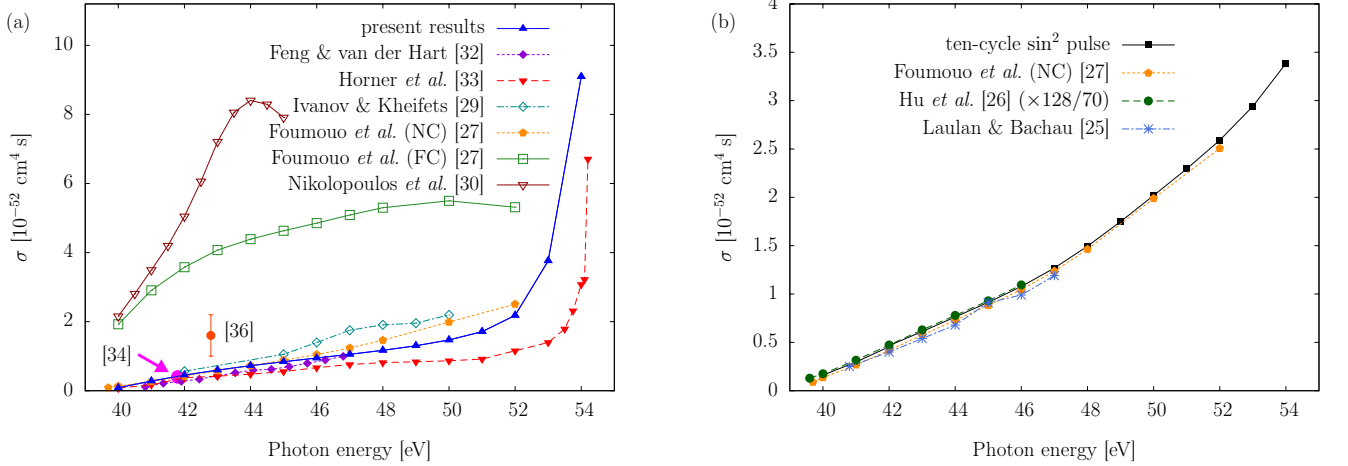 (a)
σ [10⁻⁵² cm⁴ s]
10
8
6
4
2
0
present results
Feng & van der Hart [32]
Horner et al. [33]
Ivanov & Kheifets [29]
Foumouo et al. (NC) [27]
Foumouo et al. (FC) [27]
Nikolopoulos et al. [30]
[36]
[34]
40 42 44 46 48 50 52 54
Photon energy [eV]
(b)
σ [10⁻⁵² cm⁴ s]
4
3.5
3
2.5
2
1.5
1
0.5
0
ten-cycle sin² pulse
Foumouo et al. (NC) [27]
Hu et al. [26] (×128/70)
Laulan & Bachau [25]
40 42 44 46 48 50 52 54
Photon energy [eV]